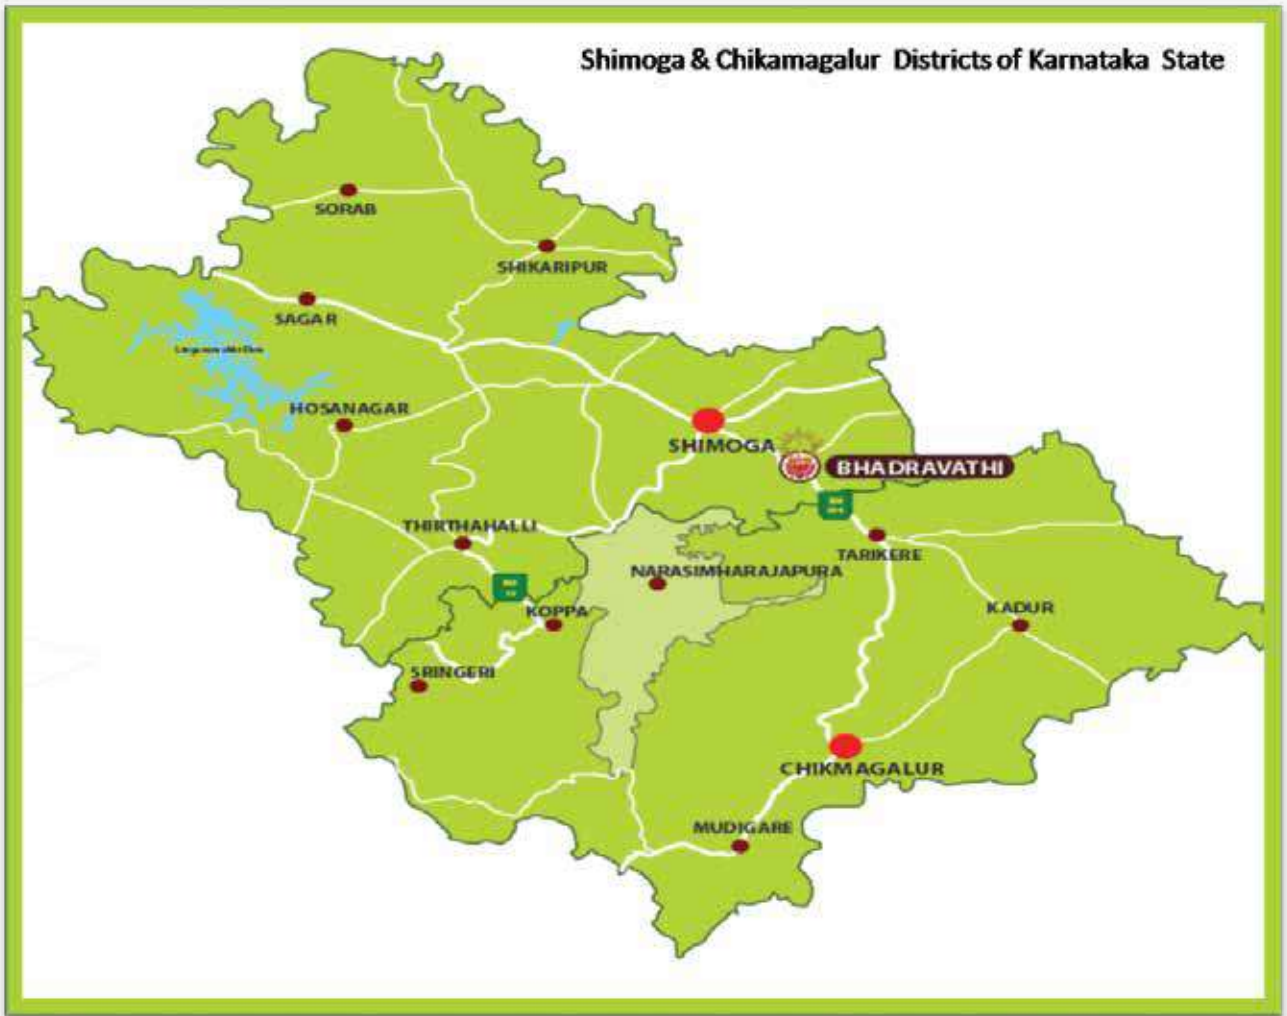 Shimoga & Chikamagalur Districts of Karnataka State
SORAB
SHIKARIPUR
SAGAR
HOSANAGAR
SHIMOGA
BHADRAVATHI
THIRTHAHALLI
TARIKERE
NARASIMHARAJAPURA
KOPPA
KADUR
SRINGERI
CHIKMAGALUR
MUDIGARE